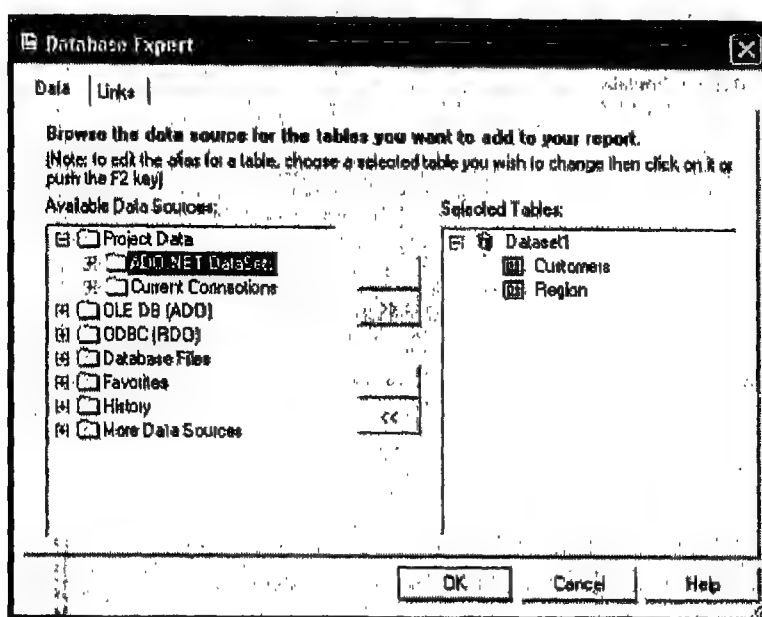 Database Expert
Data Links
Browse the data source for the tables you want to add to your report.
(Note: to edit the alias for a table, choose a selected table you wish to change then click on it or
push the F2 key)
Available Data Sources:
Project Data
ADO.NET DataSets
Current Connections
OLE DB (ADO)
ODBC (RDO)
Database Files
Favorites
History
More Data Sources
>>
<<
Selected Tables:
Dataset1
Customers
Region
OK Cancel Help